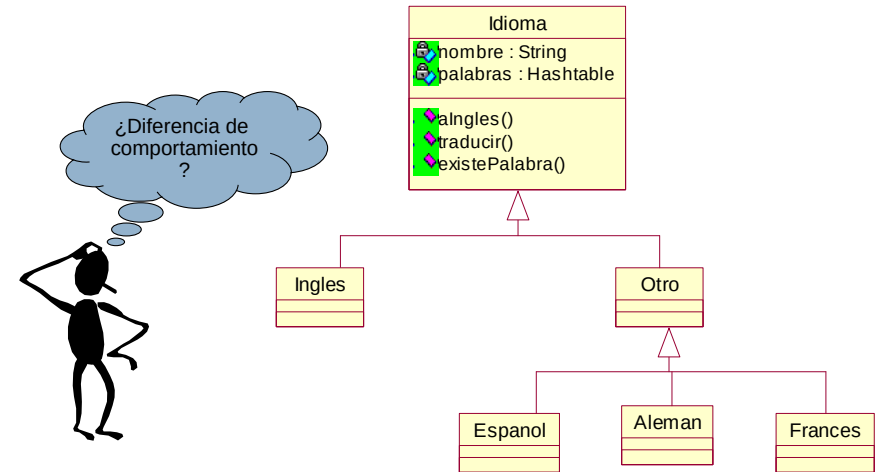 Idioma
nombre : String
palabras : Hashtable
aIngles()
traducir()
existePalabra()
¿Diferencia de
comportamiento
?
Ingles
Otro
Espanol
Aleman
Frances